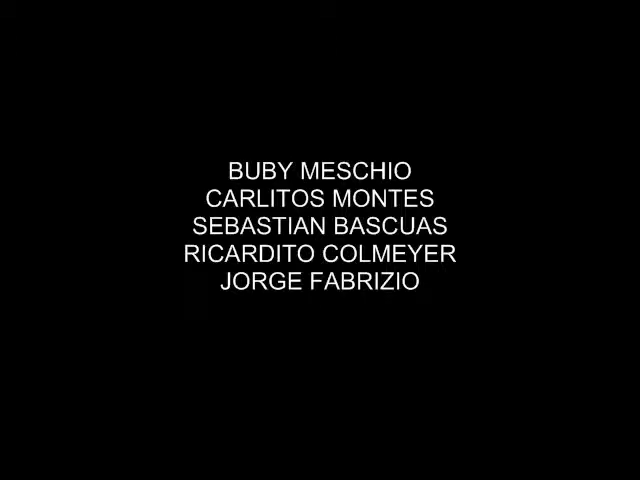 BUBY MESCHIO
CARLITOS MONTES
SEBASTIAN BASCUAS
RICARDITO COLMEYER
JORGE FABRIZIO